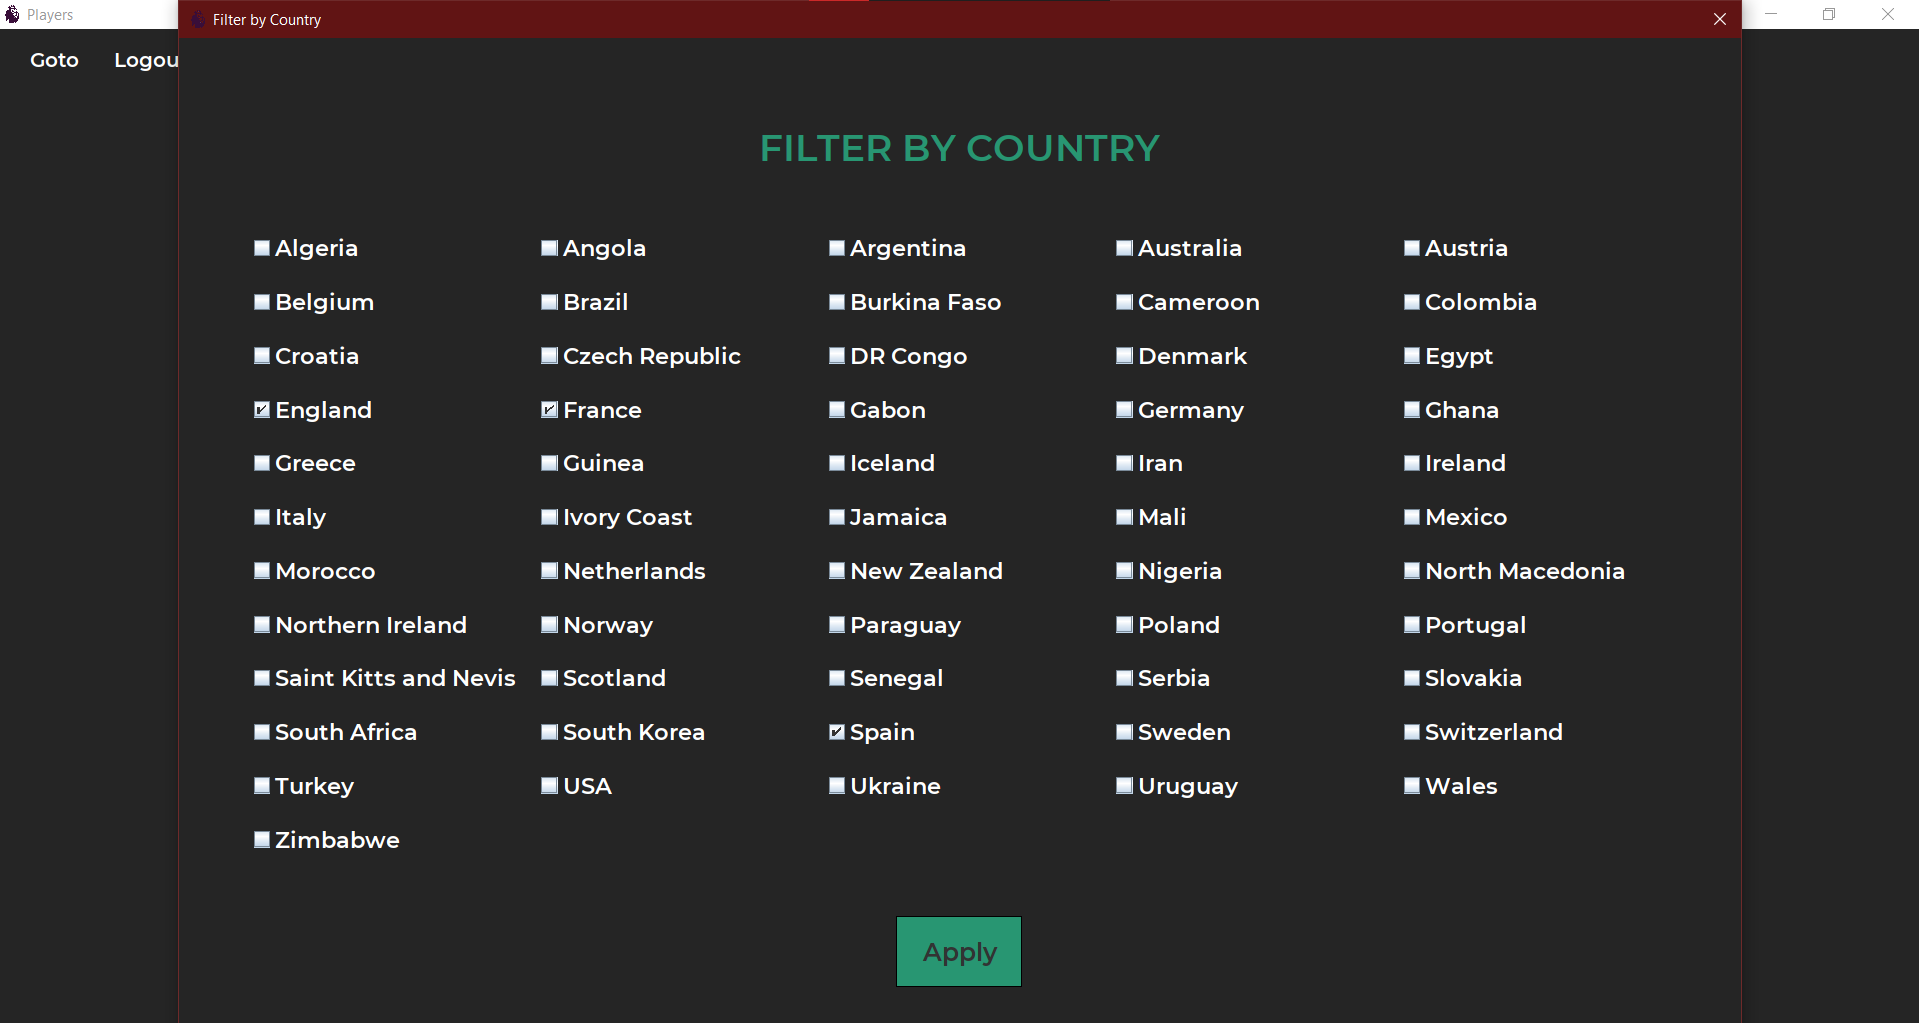 Players
Filter by Country
Goto Logou
FILTER BY COUNTRY
Algeria Angola Argentina Australia Austria
Belgium Brazil Burkina Faso Cameroon Colombia
Croatia Czech Republic DR Congo Denmark Egypt
England France Gabon Germany Ghana
Greece Guinea Iceland Iran Ireland
Italy Ivory Coast Jamaica Mali Mexico
Morocco Netherlands New Zealand Nigeria North Macedonia
Northern Ireland Norway Paraguay Poland Portugal
Saint Kitts and Nevis Scotland Senegal Serbia Slovakia
South Africa South Korea Spain Sweden Switzerland
Turkey USA Ukraine Uruguay Wales
Zimbabwe
Apply